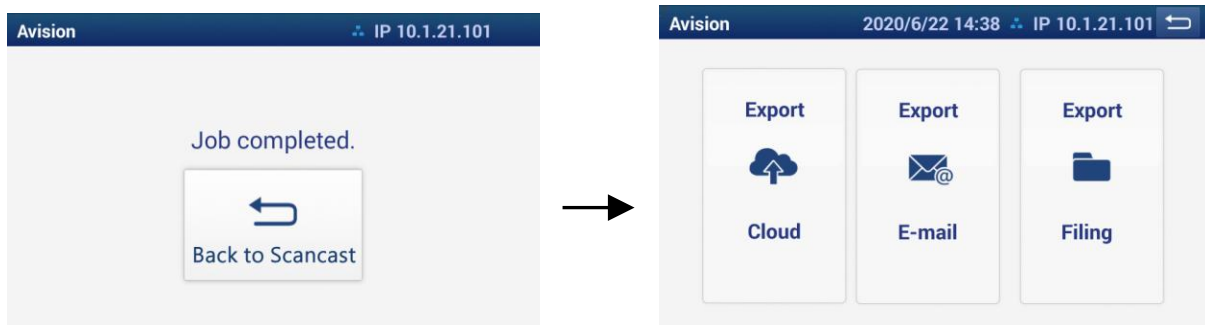 Avision IP 10.1.21.101
Job completed.
Back to Scancast
Avision 2020/6/22 14:38 IP 10.1.21.101
Export
Cloud
Export
@
E-mail
Export
Filing